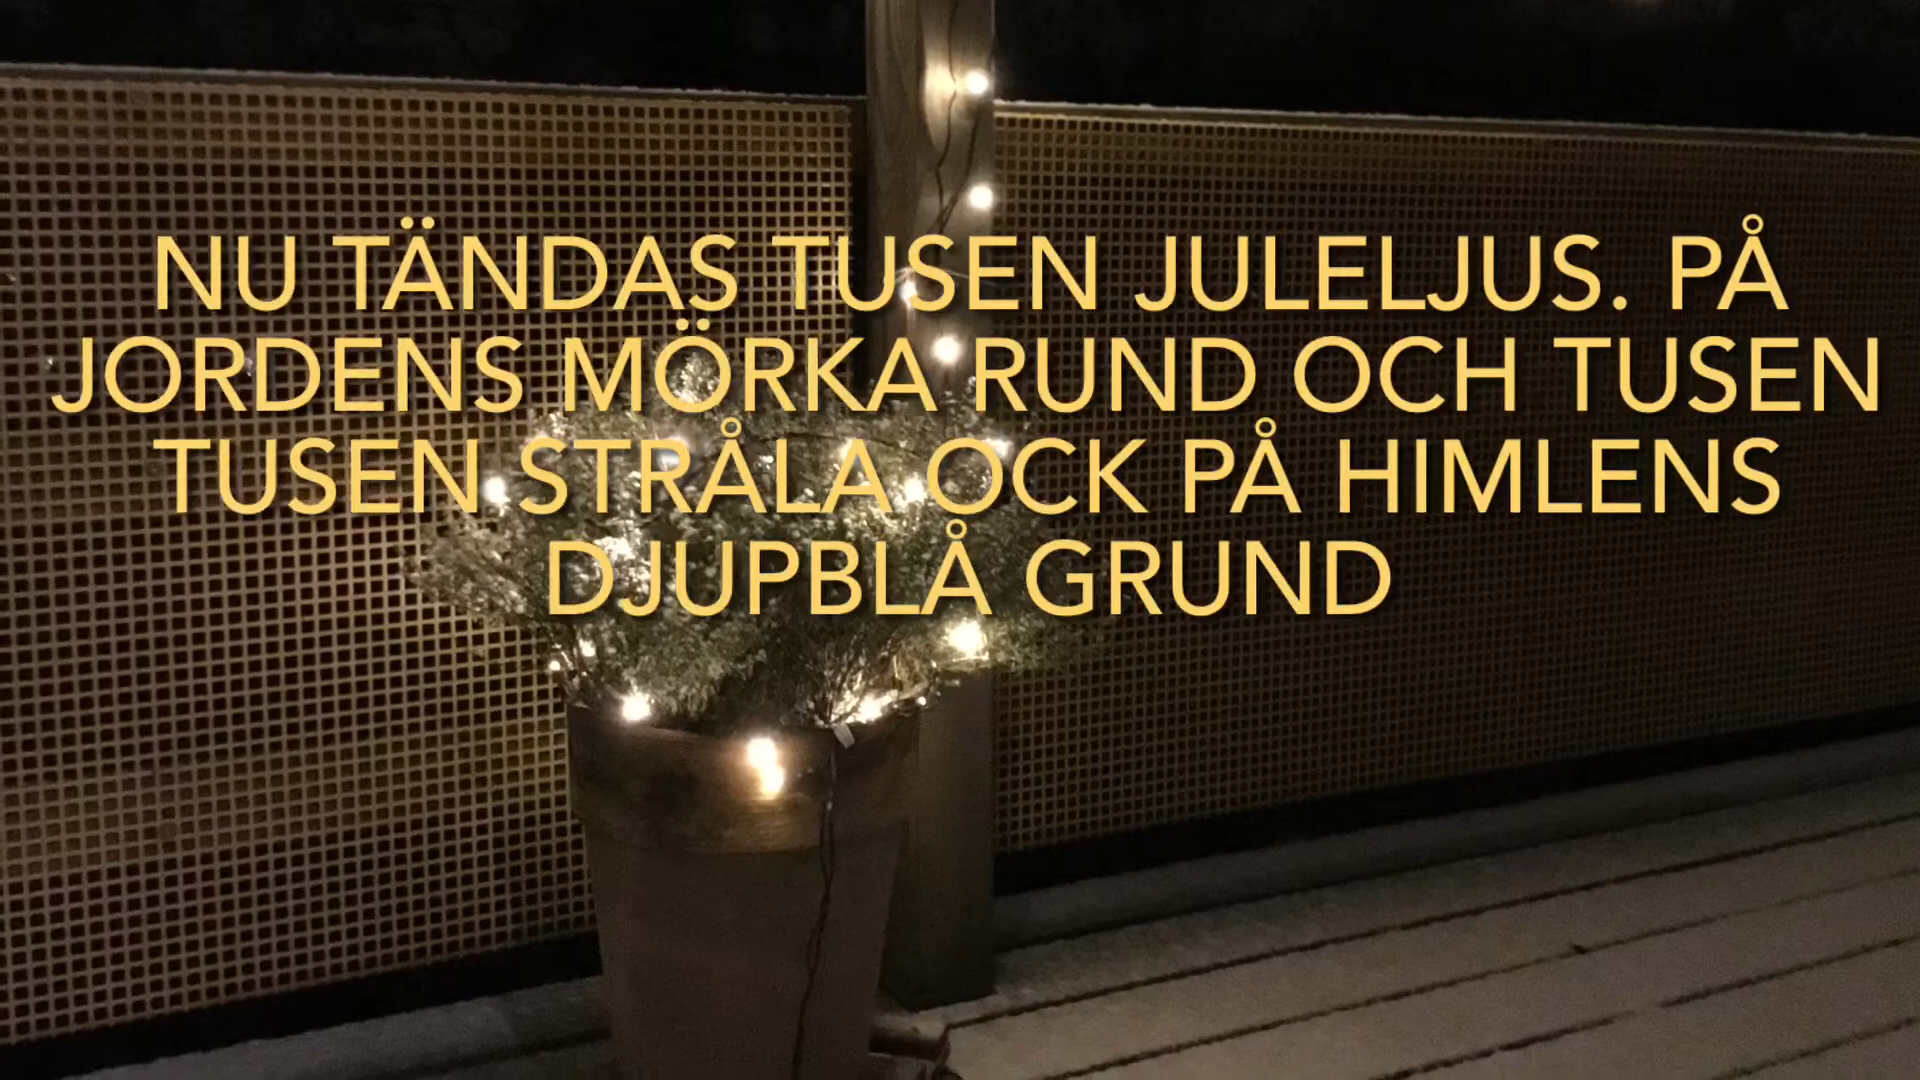 NU TÄNDAS TUSEN JULELJUS. PÅ
JORDENS MÖRKA RUND OCH TUSEN
TUSEN STRÅLA OCK PÅ HIMLENS
DJUPBLÅ GRUND